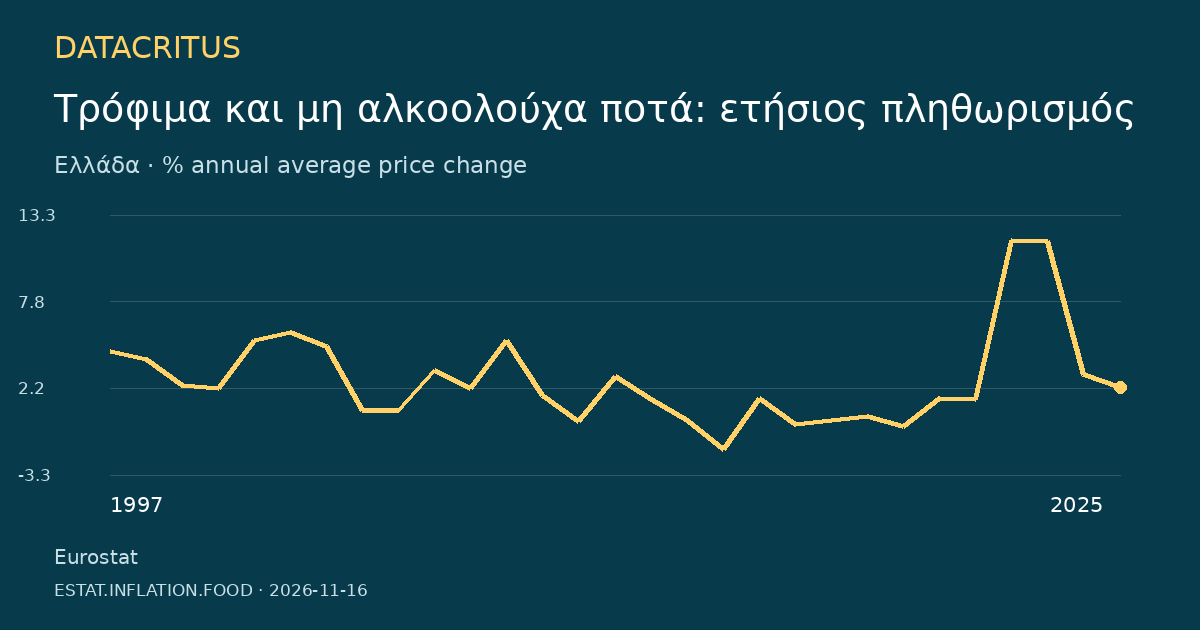 DATACRITUS
Τρόφιμα και μη αλκοολούχα ποτά: ετήσιος πληθωρισμός
Ελλάδα · % annual average price change
13.3
7.8
2.2
-3.3
1997 2025
Eurostat
ESTAT.INFLATION.FOOD · 2026-11-16